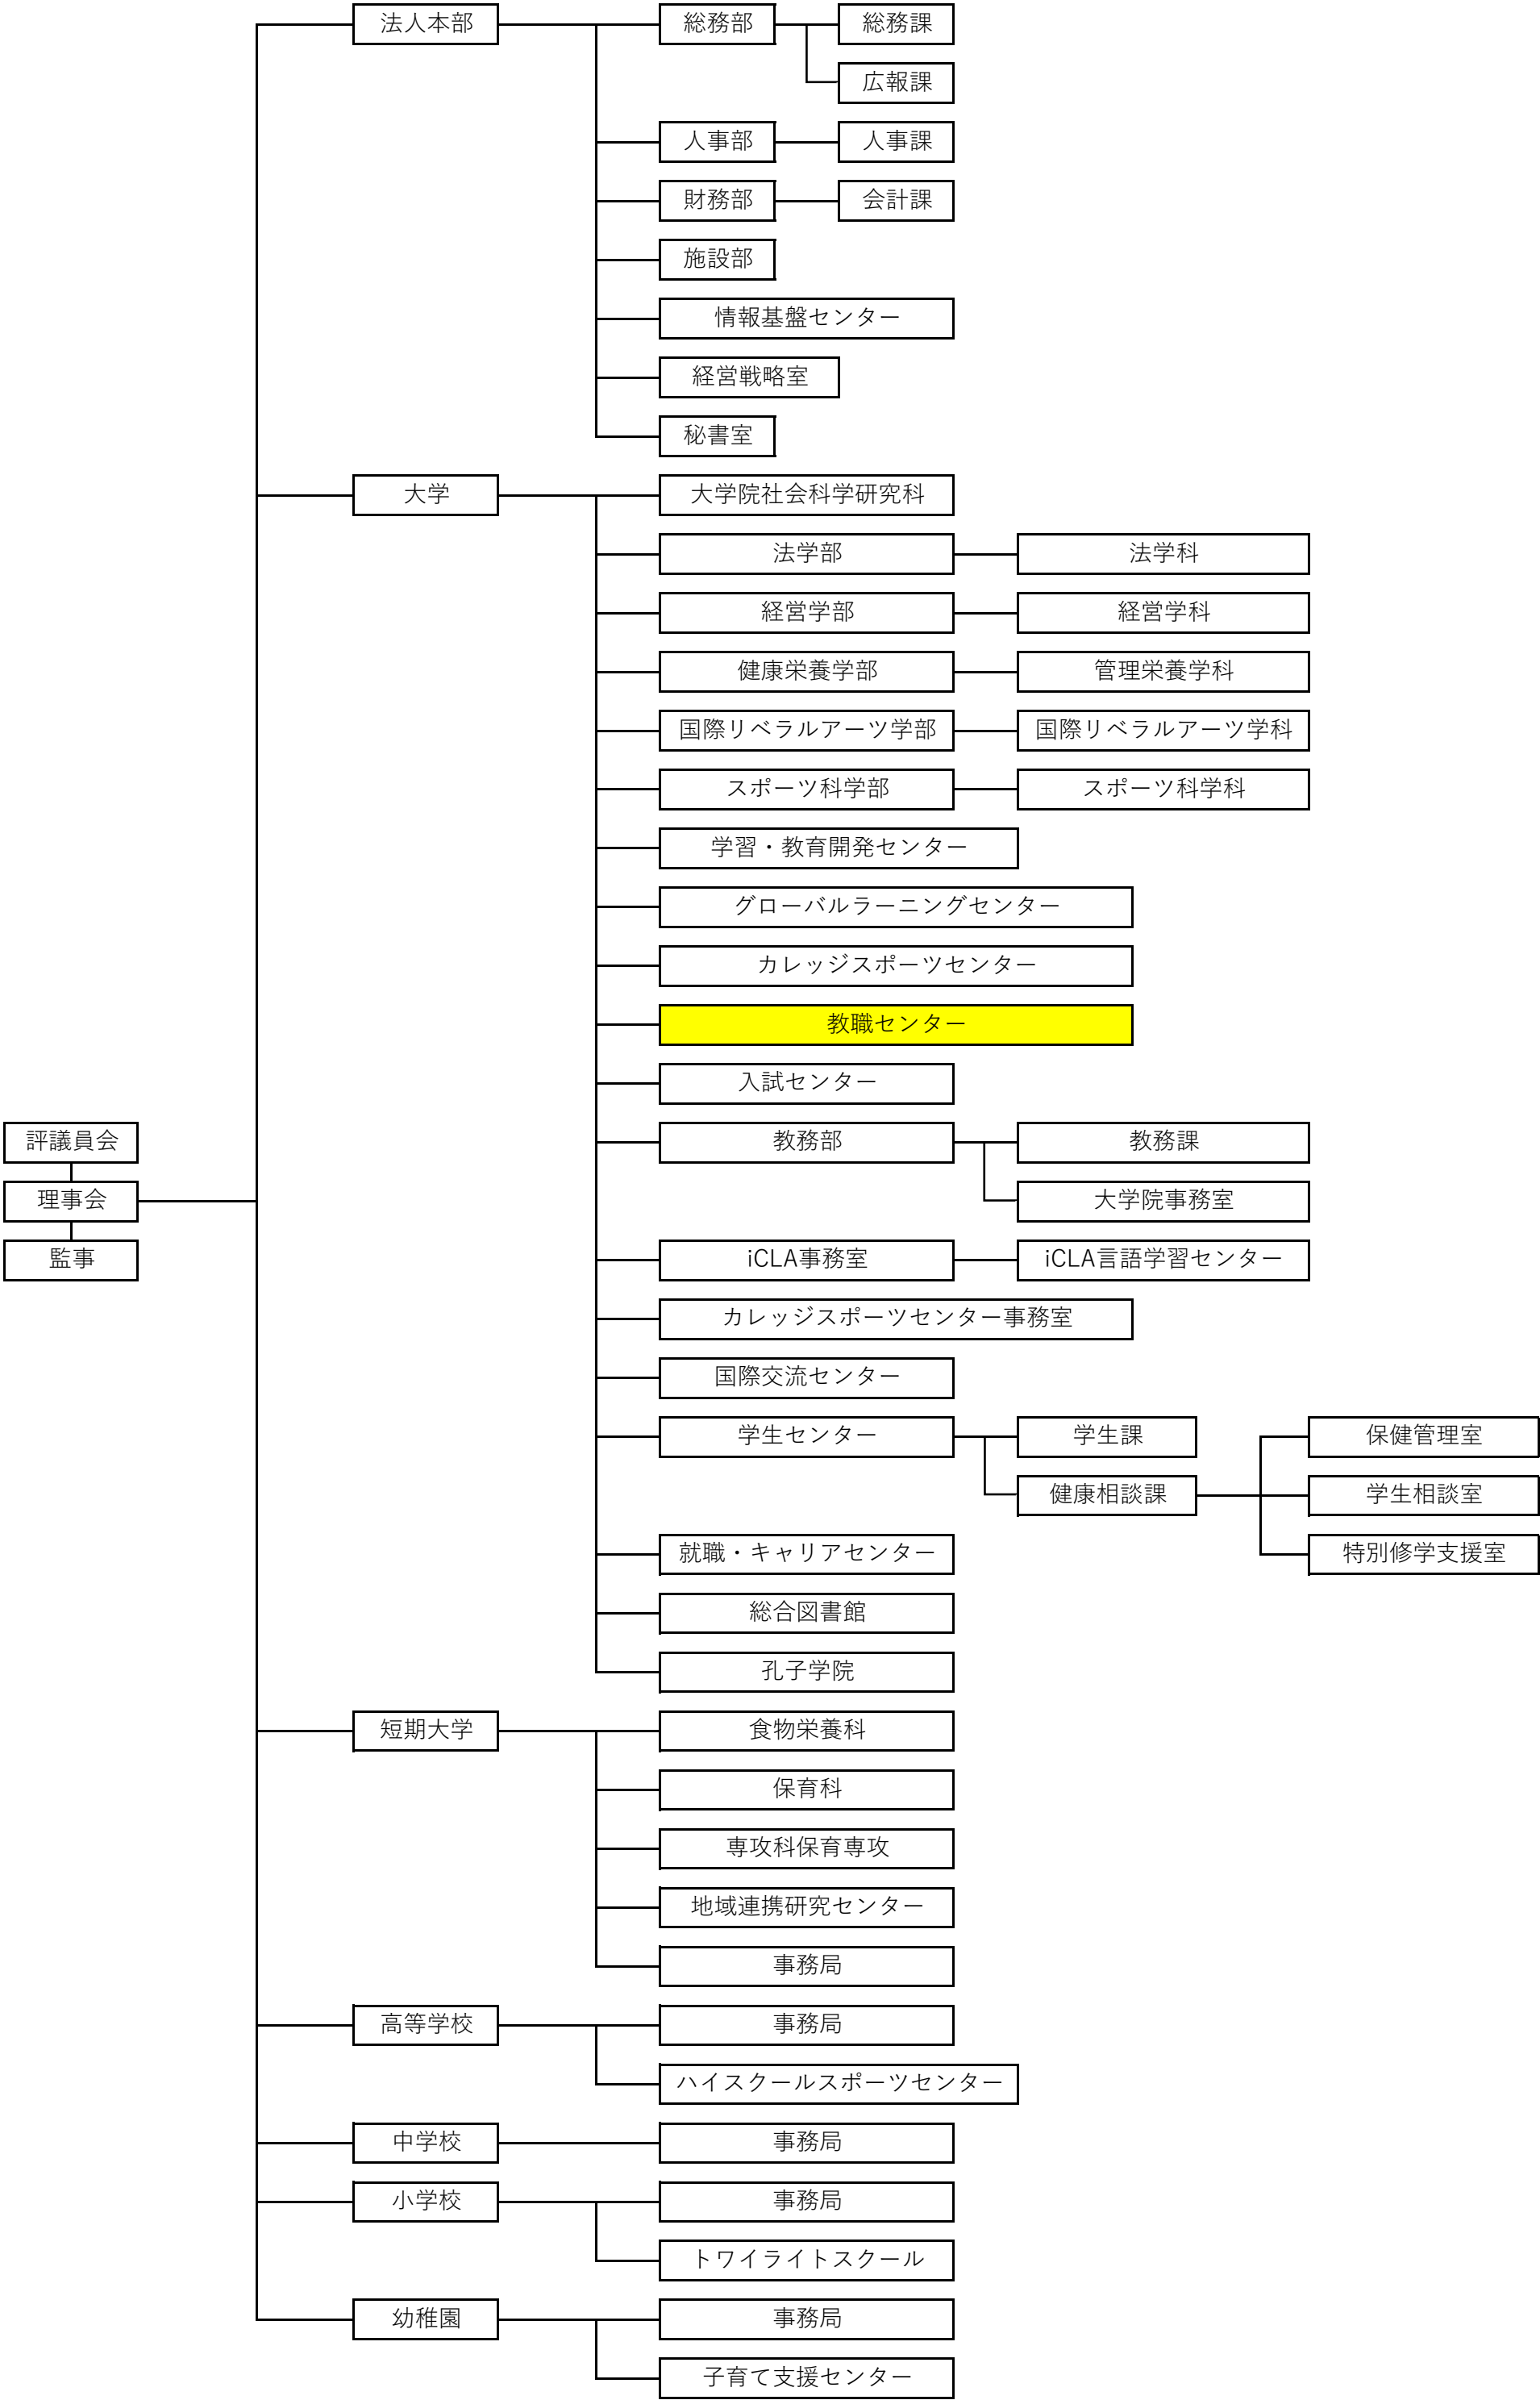 法人本部
総務部
総務課
広報課
人事部
人事課
財務部
会計課
施設部
情報基盤センター
経営戦略室
秘書室
大学
大学院社会科学研究科
法学部
法学科
経営学部
経営学科
健康栄養学部
管理栄養学科
国際リベラルアーツ学部
国際リベラルアーツ学科
スポーツ科学部
スポーツ科学科
学習・教育開発センター
グローバルラーニングセンター
カレッジスポーツセンター
教職センター
入試センター
評議員会
教務部
教務課
理事会
大学院事務室
監事
iCLA事務室
iCLA言語学習センター
カレッジスポーツセンター事務室
国際交流センター
学生センター
学生課
保健管理室
健康相談課
学生相談室
就職・キャリアセンター
特別修学支援室
総合図書館
孔子学院
短期大学
食物栄養科
保育科
専攻科保育専攻
地域連携研究センター
事務局
高等学校
事務局
ハイスクールスポーツセンター
中学校
事務局
小学校
事務局
トワイライトスクール
幼稚園
事務局
子育て支援センター